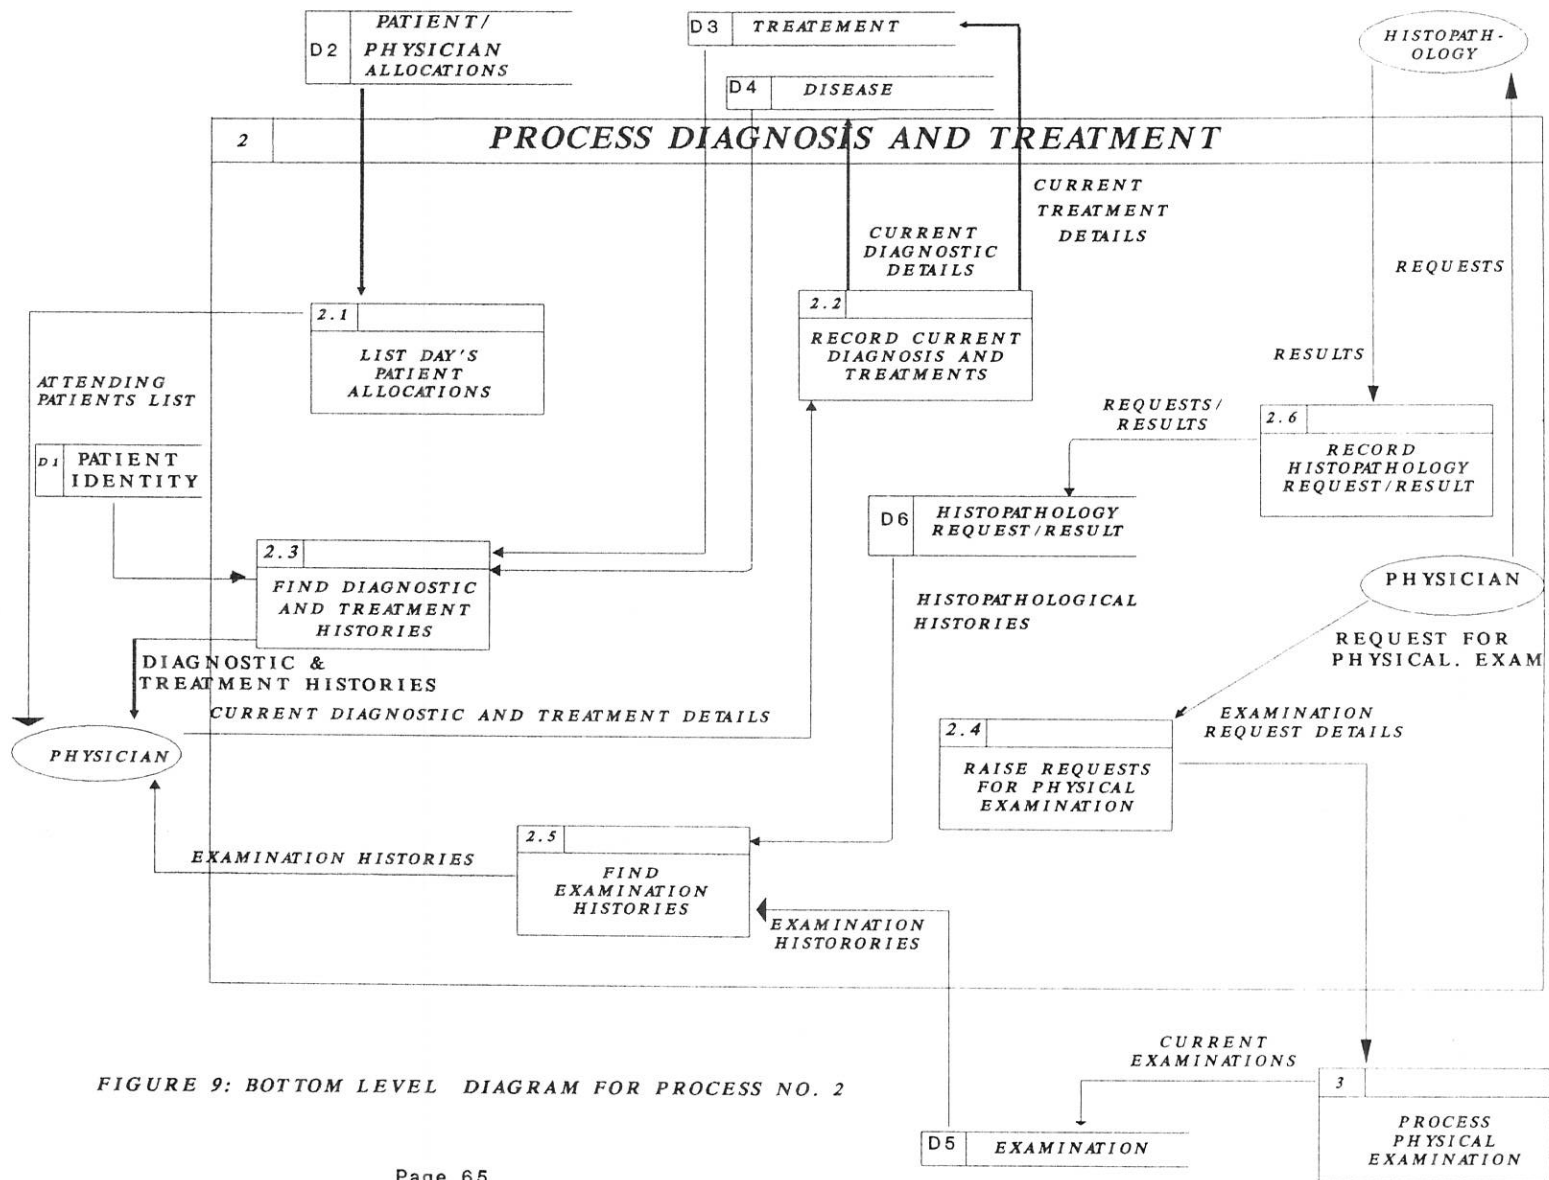 D2
PATIENT/
PHYSICIAN
ALLOCATIONS
D3 TREATEMENT
D4 DISEASE
HISTOPATH-
OLOGY
2 PROCESS DIAGNOSIS AND TREATMENT
CURRENT
TREATMENT
DETAILS
CURRENT
DIAGNOSTIC
DETAILS
REQUESTS
2.1
LIST DAY'S
PATIENT
ALLOCATIONS
2.2
RECORD CURRENT
DIAGNOSIS AND
TREATMENTS
RESULTS
ATTENDING
PATIENTS LIST
REQUESTS/
RESULTS
2.6
RECORD
HISTOPATHOLOGY
REQUEST/RESULT
D1 PATIENT
IDENTITY
D6 HISTOPATHOLOGY
REQUEST/RESULT
2.3
FIND DIAGNOSTIC
AND TREATMENT
HISTORIES
PHYSICIAN
HISTOPATHOLOGICAL
HISTORIES
REQUEST FOR
PHYSICAL. EXAM
DIAGNOSTIC &
TREATMENT HISTORIES
CURRENT DIAGNOSTIC AND TREATMENT DETAILS
EXAMINATION
REQUEST DETAILS
PHYSICIAN
2.4
RAISE REQUESTS
FOR PHYSICAL
EXAMINATION
2.5
FIND
EXAMINATION
HISTORIES
EXAMINATION HISTORIES
EXAMINATION
HISTORORIES
CURRENT
EXAMINATIONS
FIGURE 9: BOTTOM LEVEL DIAGRAM FOR PROCESS NO. 2
3
PROCESS
PHYSICAL
EXAMINATION
D5 EXAMINATION
Page 65